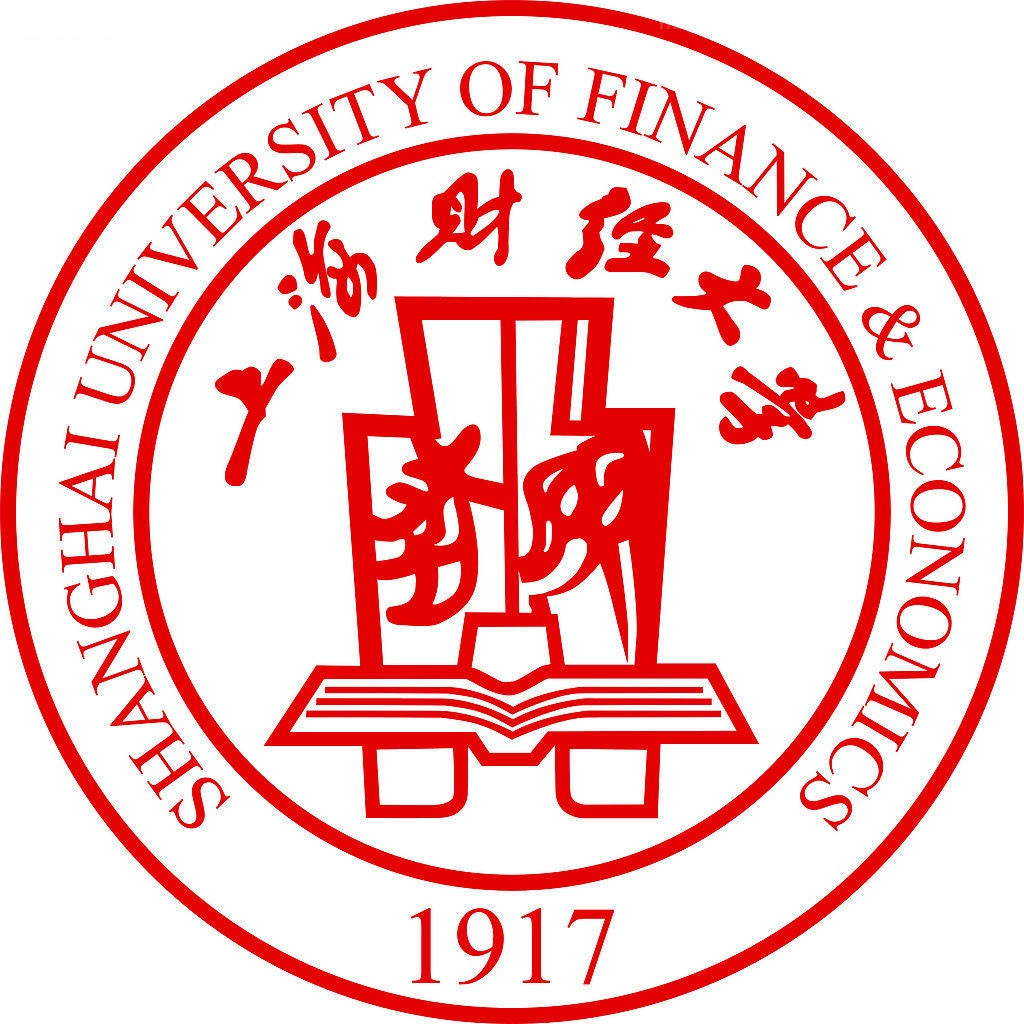 SHANGHAI UNIVERSITY OF FINANCE & ECONOMICS
上海财经大学
1917